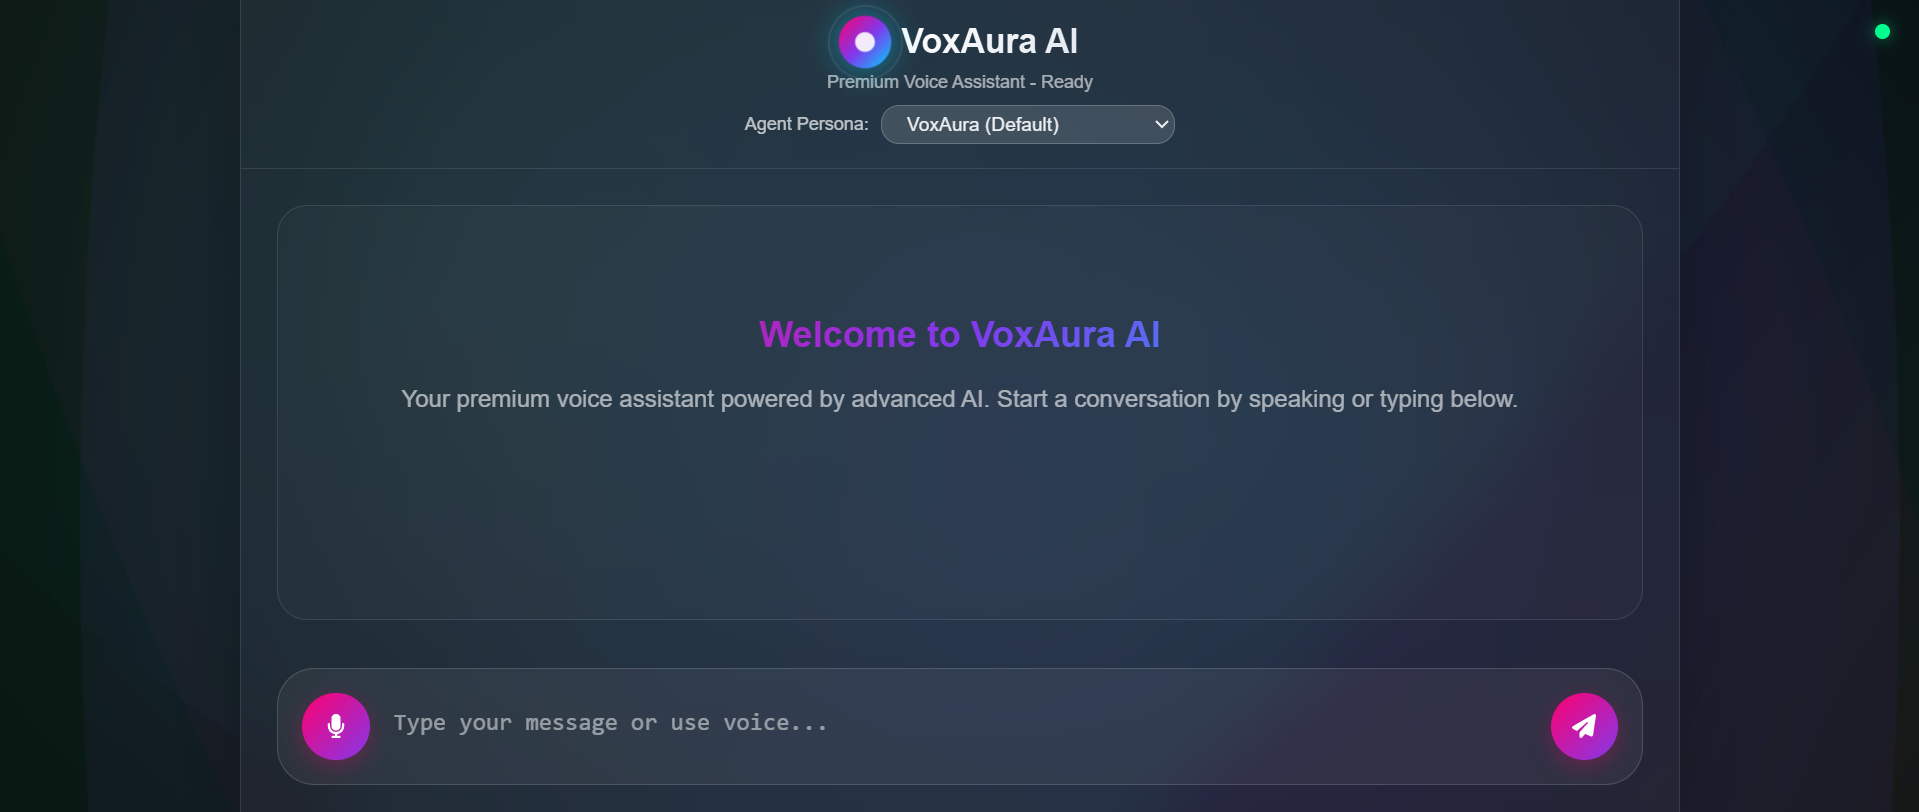 VoxAura AI
Premium Voice Assistant - Ready
Agent Persona: VoxAura (Default)
Welcome to VoxAura AI
Your premium voice assistant powered by advanced AI. Start a conversation by speaking or typing below.
Type your message or use voice...